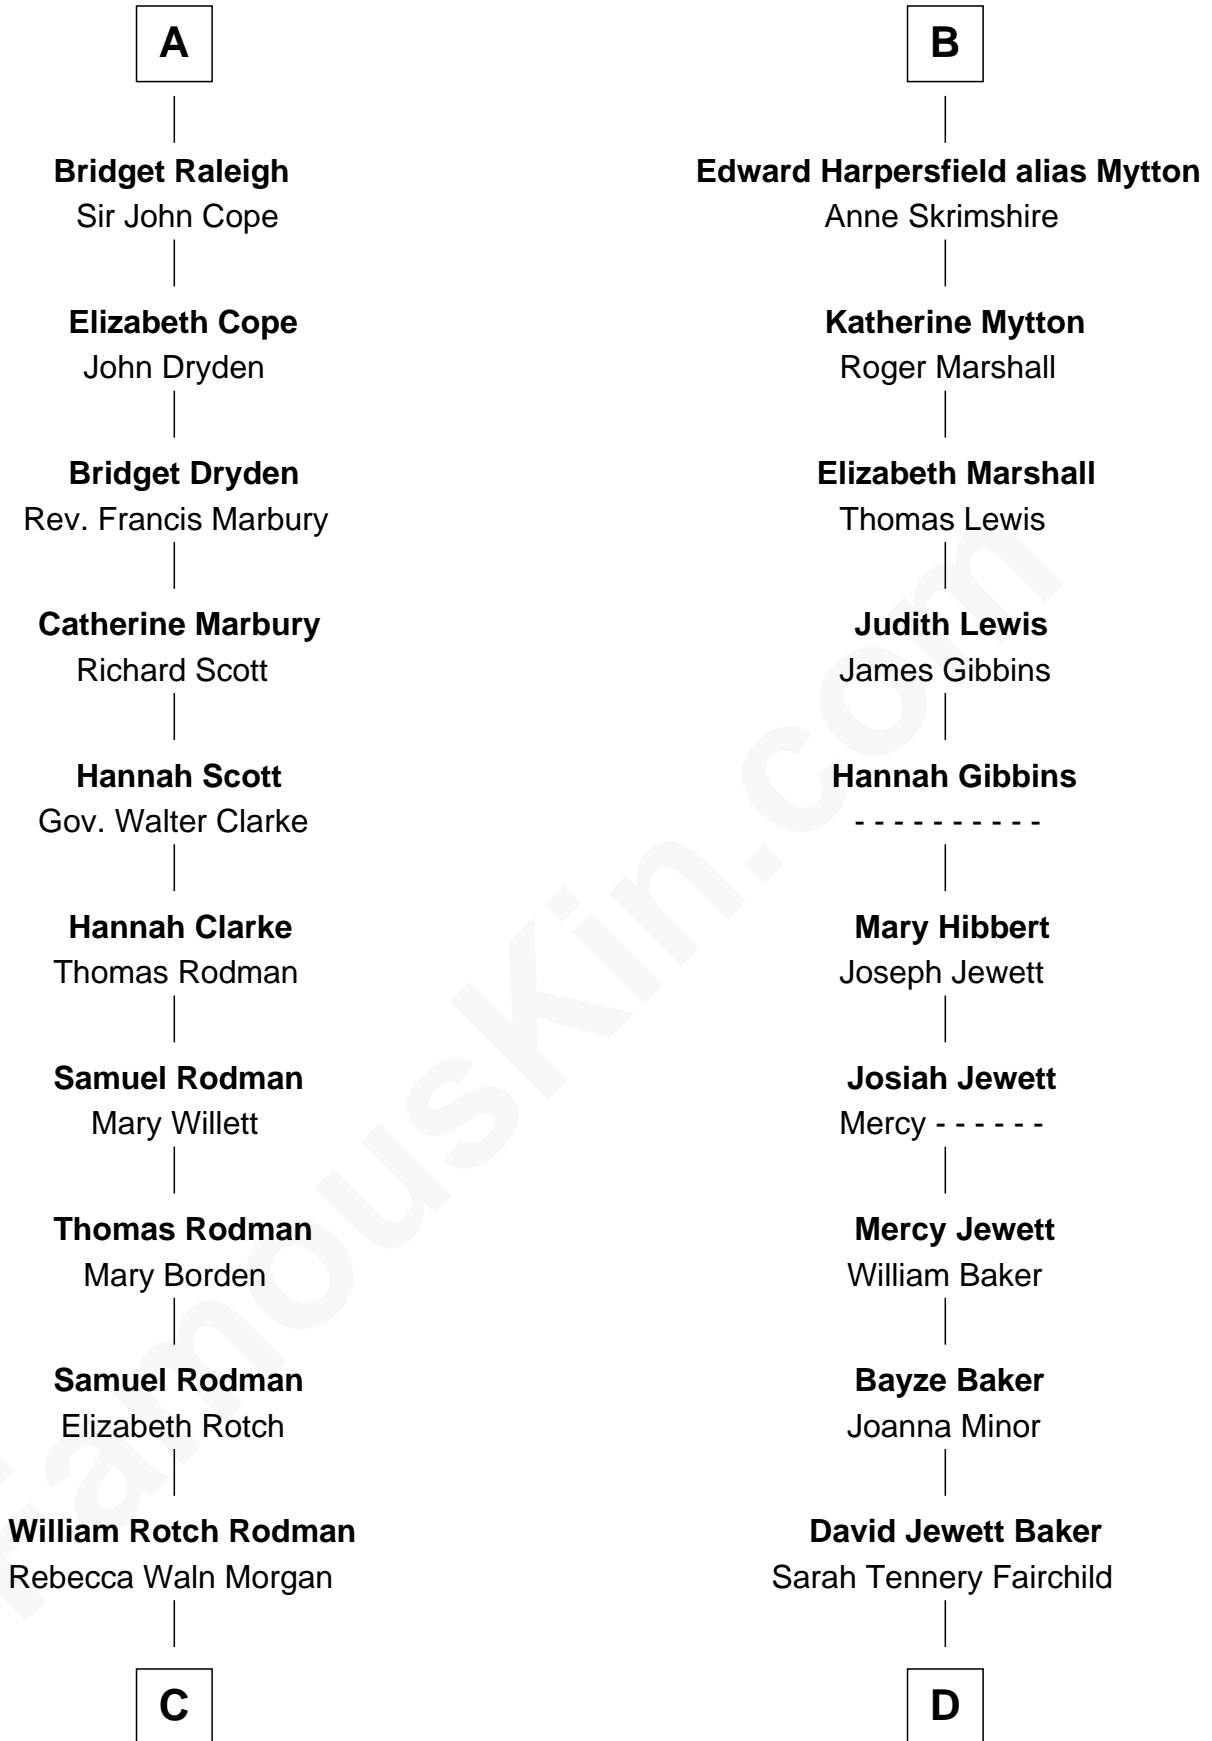 A
Bridget Raleigh
Sir John Cope
Elizabeth Cope
John Dryden
Bridget Dryden
Rev. Francis Marbury
Catherine Marbury
Richard Scott
Hannah Scott
Gov. Walter Clarke
Hannah Clarke
Thomas Rodman
Samuel Rodman
Mary Willett
Thomas Rodman
Mary Borden
Samuel Rodman
Elizabeth Rotch
William Rotch Rodman
Rebecca Waln Morgan
C
B
Edward Harpersfield alias Mytton
Anne Skrimshire
Katherine Mytton
Roger Marshall
Elizabeth Marshall
Thomas Lewis
Judith Lewis
James Gibbins
Hannah Gibbins
- - - - - - - - - -
Mary Hibbert
Joseph Jewett
Josiah Jewett
Mercy - - - - - -
Mercy Jewett
William Baker
Bayze Baker
Joanna Minor
David Jewett Baker
Sarah Tennery Fairchild
D
FamousKin.com